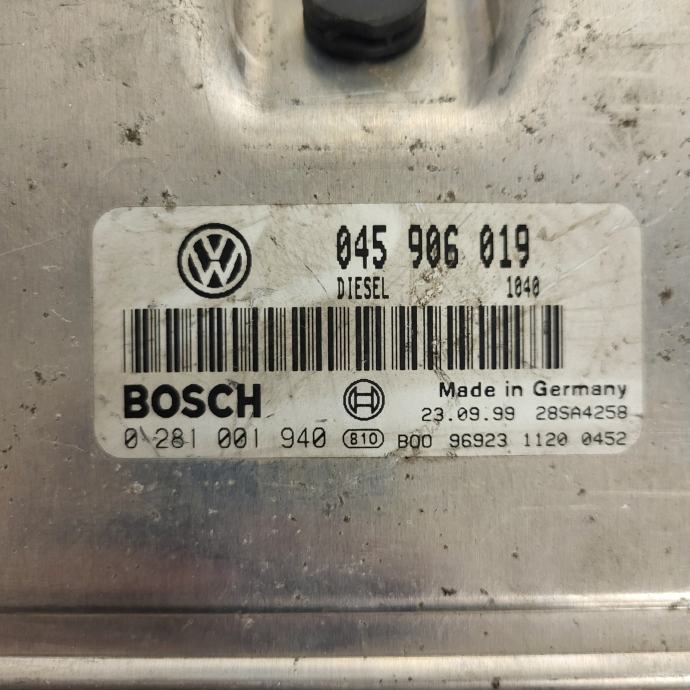 045 906 019
DIESEL 1040
BOSCH Made in Germany
23.09.99 28SA4258
0 281 001 940 810 B00 96923 1120 0452